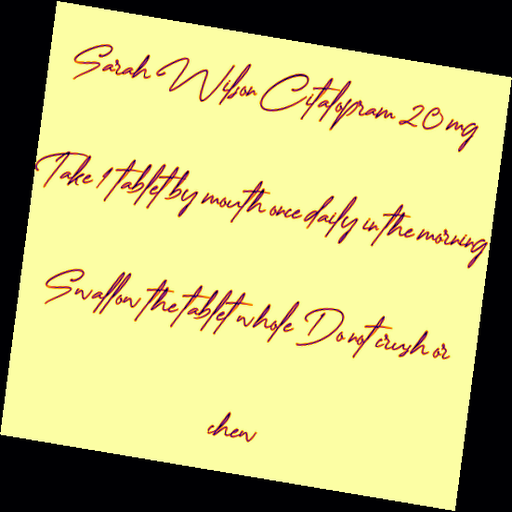 Sarah Wilson Citalopram 20 mg
Take 1 tablet by mouth once daily in the morning
Swallow the tablet whole Do not crush or
chew